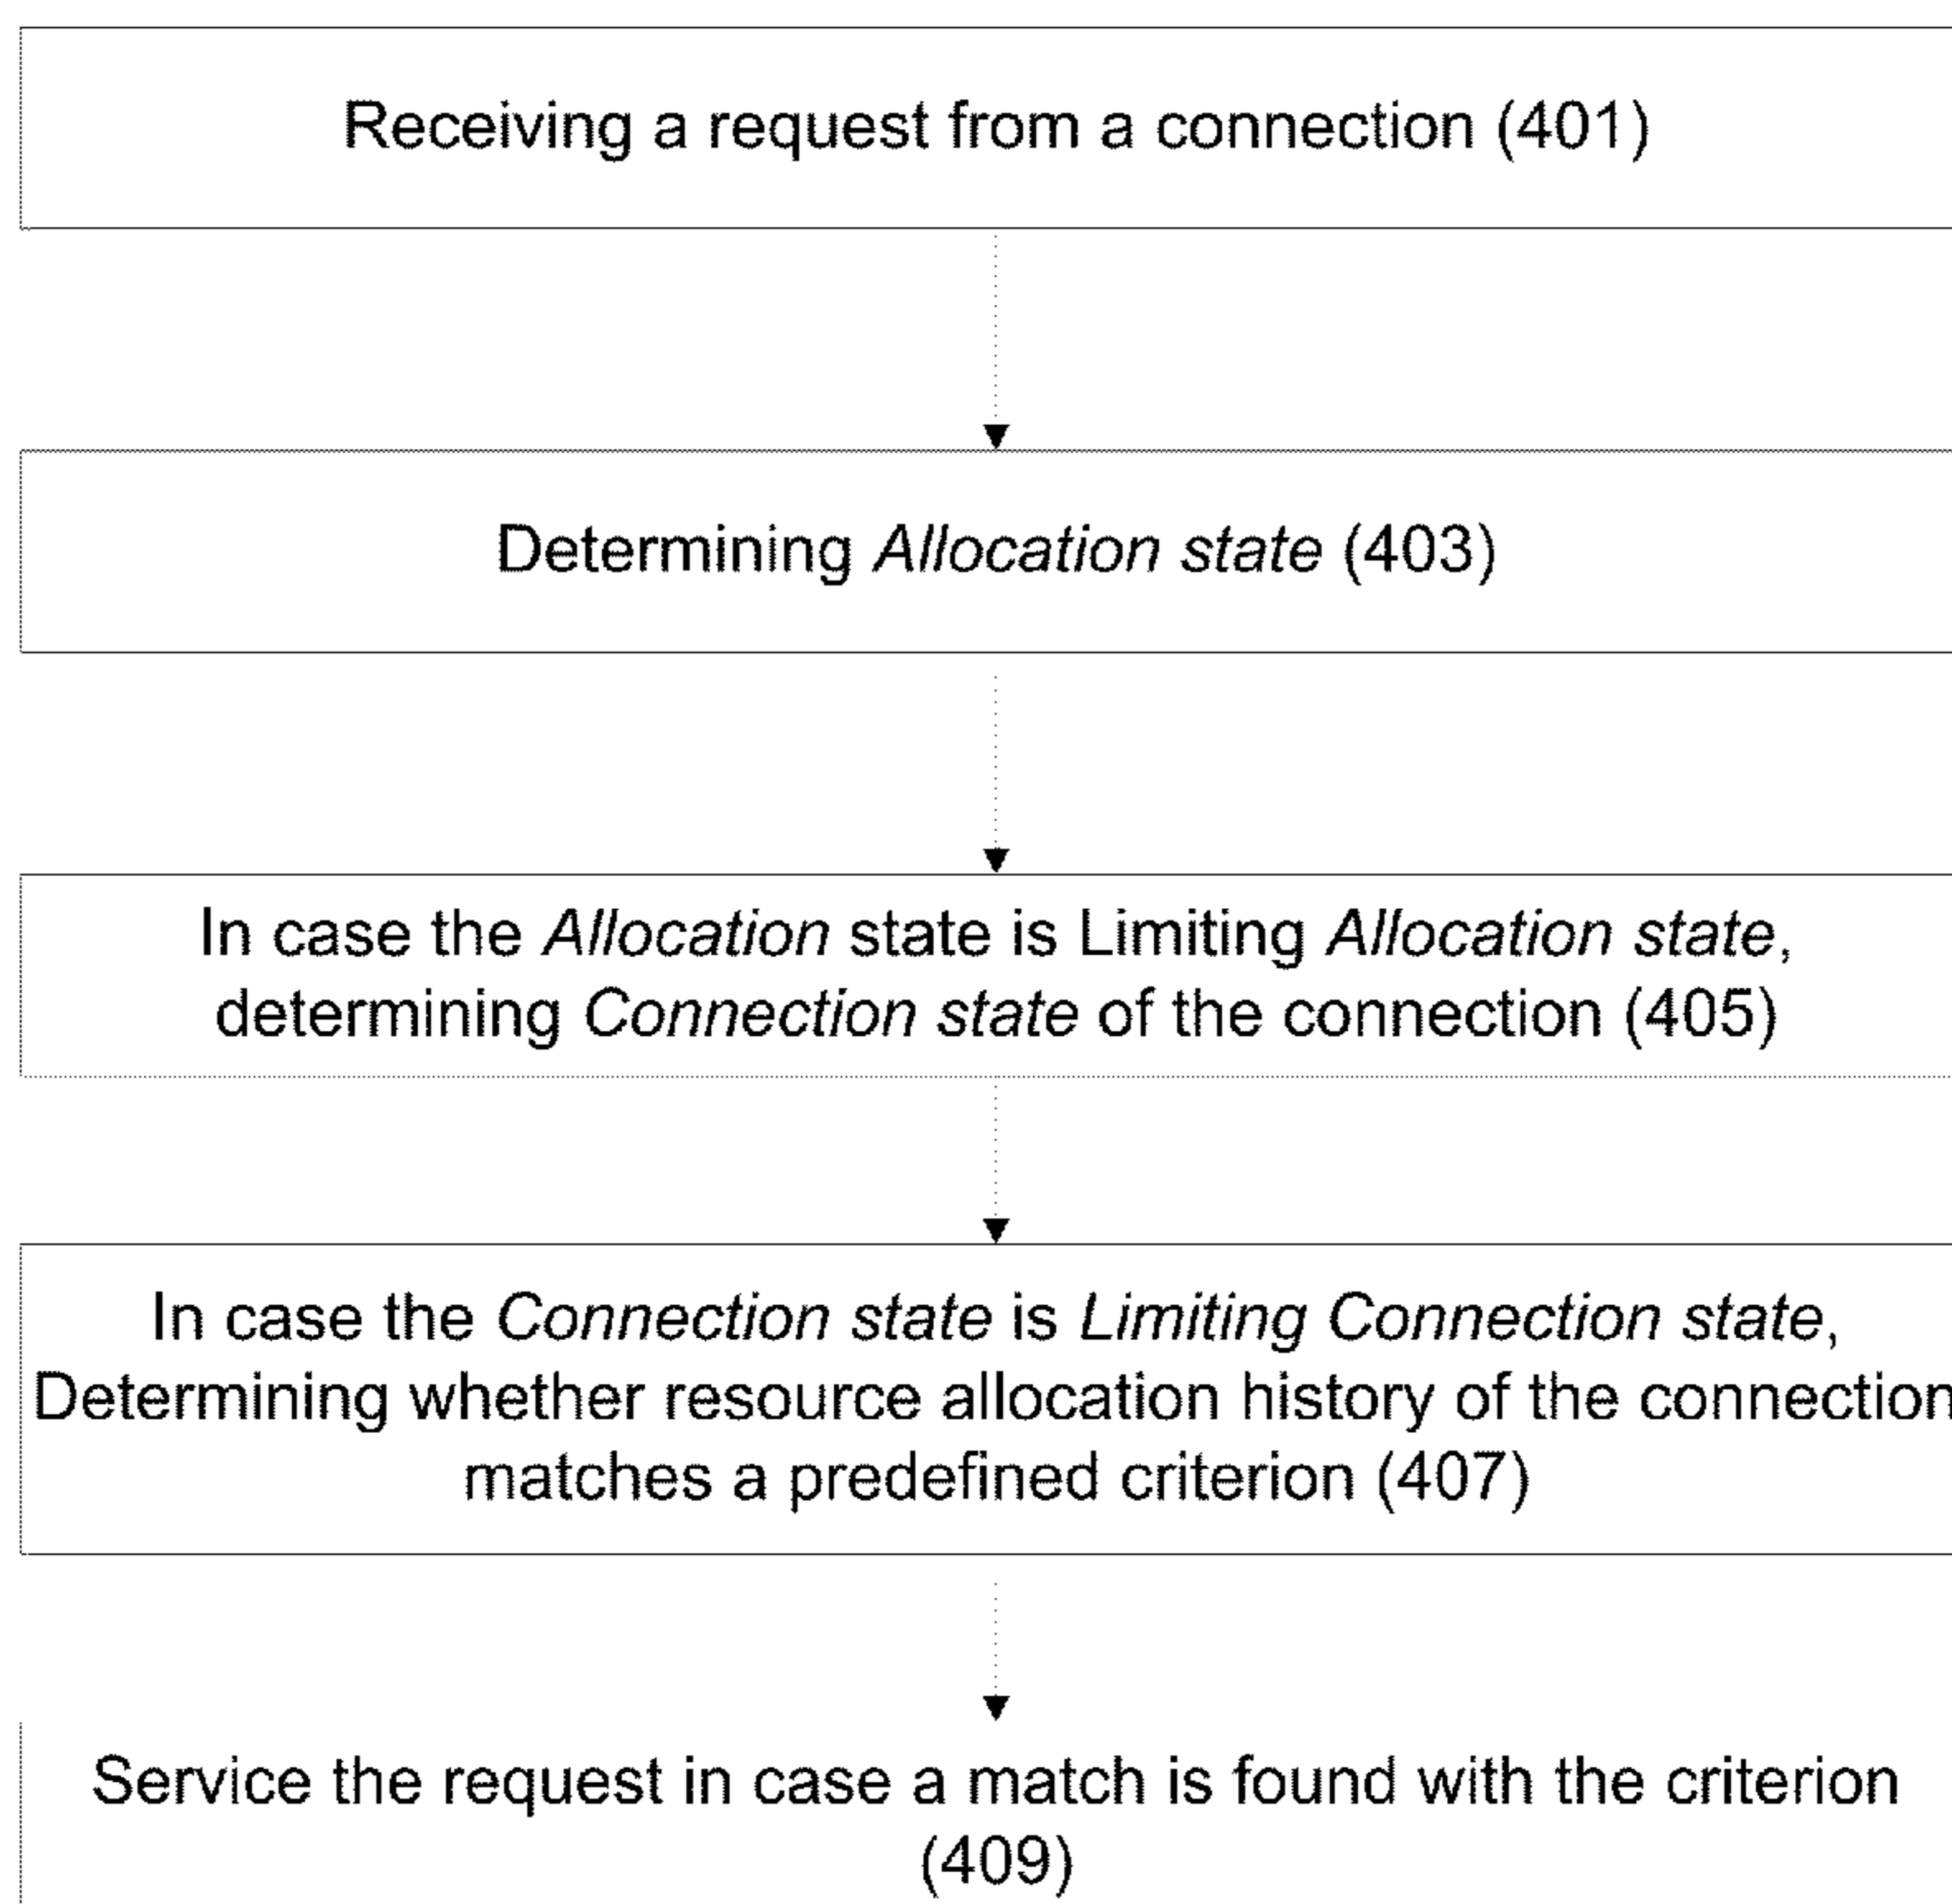 Receiving a request from a connection (401)
Determining Allocation state (403)
In case the Allocation state is Limiting Allocation state,
determining Connection state of the connection (405)
In case the Connection state is Limiting Connection state,
Determining whether resource allocation history of the connection
matches a predefined criterion (407)
Service the request in case a match is found with the criterion
(409)